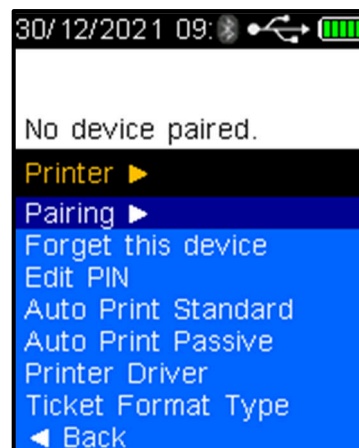 30/12/2021 09:
No device paired.
Printer ►
Pairing ►
Forget this device
Edit PIN
Auto Print Standard
Auto Print Passive
Printer Driver
Ticket Format Type
◄ Back